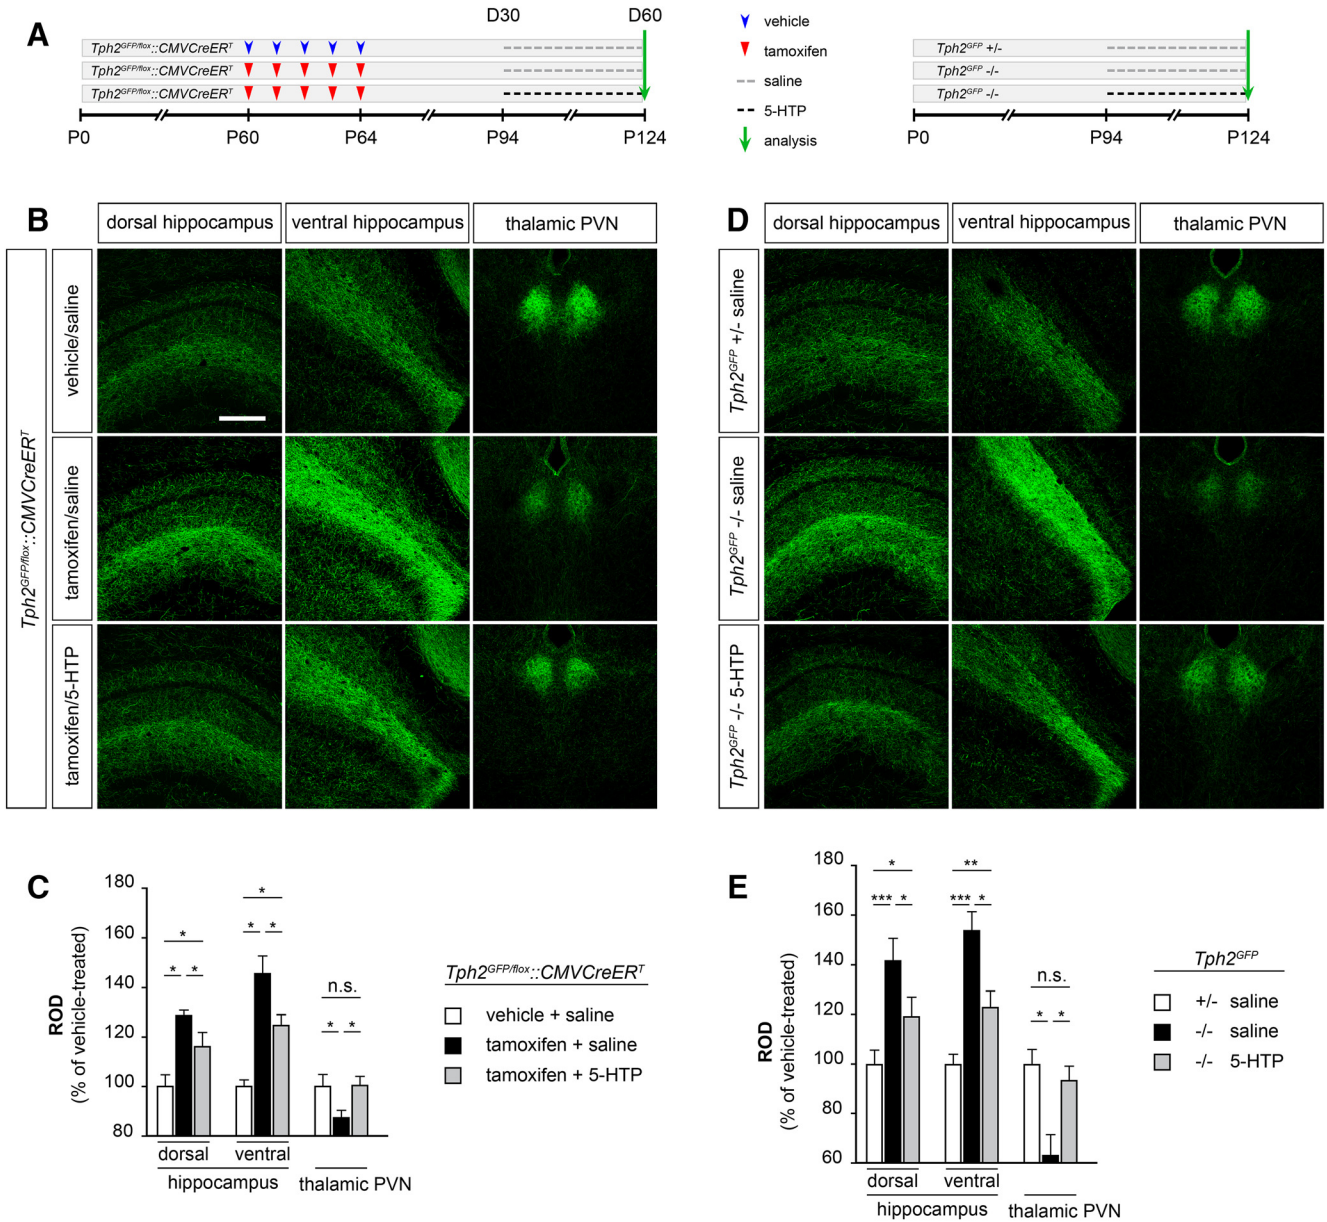 A
D30
D60
Tph2GFP/flox::CMVCreERT
Tph2GFP/flox::CMVCreERT
Tph2GFP/flox::CMVCreERT
P0
P60
P64
P94
P124
vehicle
tamoxifen
saline
5-HTP
analysis
Tph2GFP +/-
Tph2GFP -/-
Tph2GFP -/-
P0
P94
P124
B
dorsal hippocampus
ventral hippocampus
thalamic PVN
Tph2GFP/flox::CMVCreERT
vehicle/saline
tamoxifen/saline
tamoxifen/5-HTP
D
dorsal hippocampus
ventral hippocampus
thalamic PVN
Tph2GFP +/- saline
Tph2GFP -/- saline
Tph2GFP -/- 5-HTP
C
ROD
(% of vehicle-treated)
180
160
140
120
100
80
*
* *
*
* *
n.s.
* *
dorsal
ventral
hippocampus
thalamic PVN
Tph2GFP/flox::CMVCreERT
vehicle + saline
tamoxifen + saline
tamoxifen + 5-HTP
E
ROD
(% of vehicle-treated)
180
160
140
120
100
80
60
*
*** *
**
*** *
n.s.
* *
dorsal
ventral
hippocampus
thalamic PVN
Tph2GFP
+/- saline
-/- saline
-/- 5-HTP